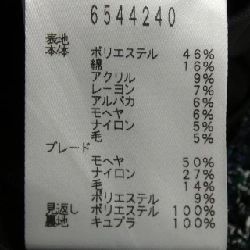 6544240
表地
本体 ポリエステル 46%
綿 16%
アクリル 9%
レーヨン 7%
アルパカ 6%
モヘヤ 6%
ナイロン 5%
毛 5%
ブレード
モヘヤ 50%
ナイロン 27%
毛 14%
ポリエステル 9%
見返し ポリエステル 100%
裏地 キュプラ 100%